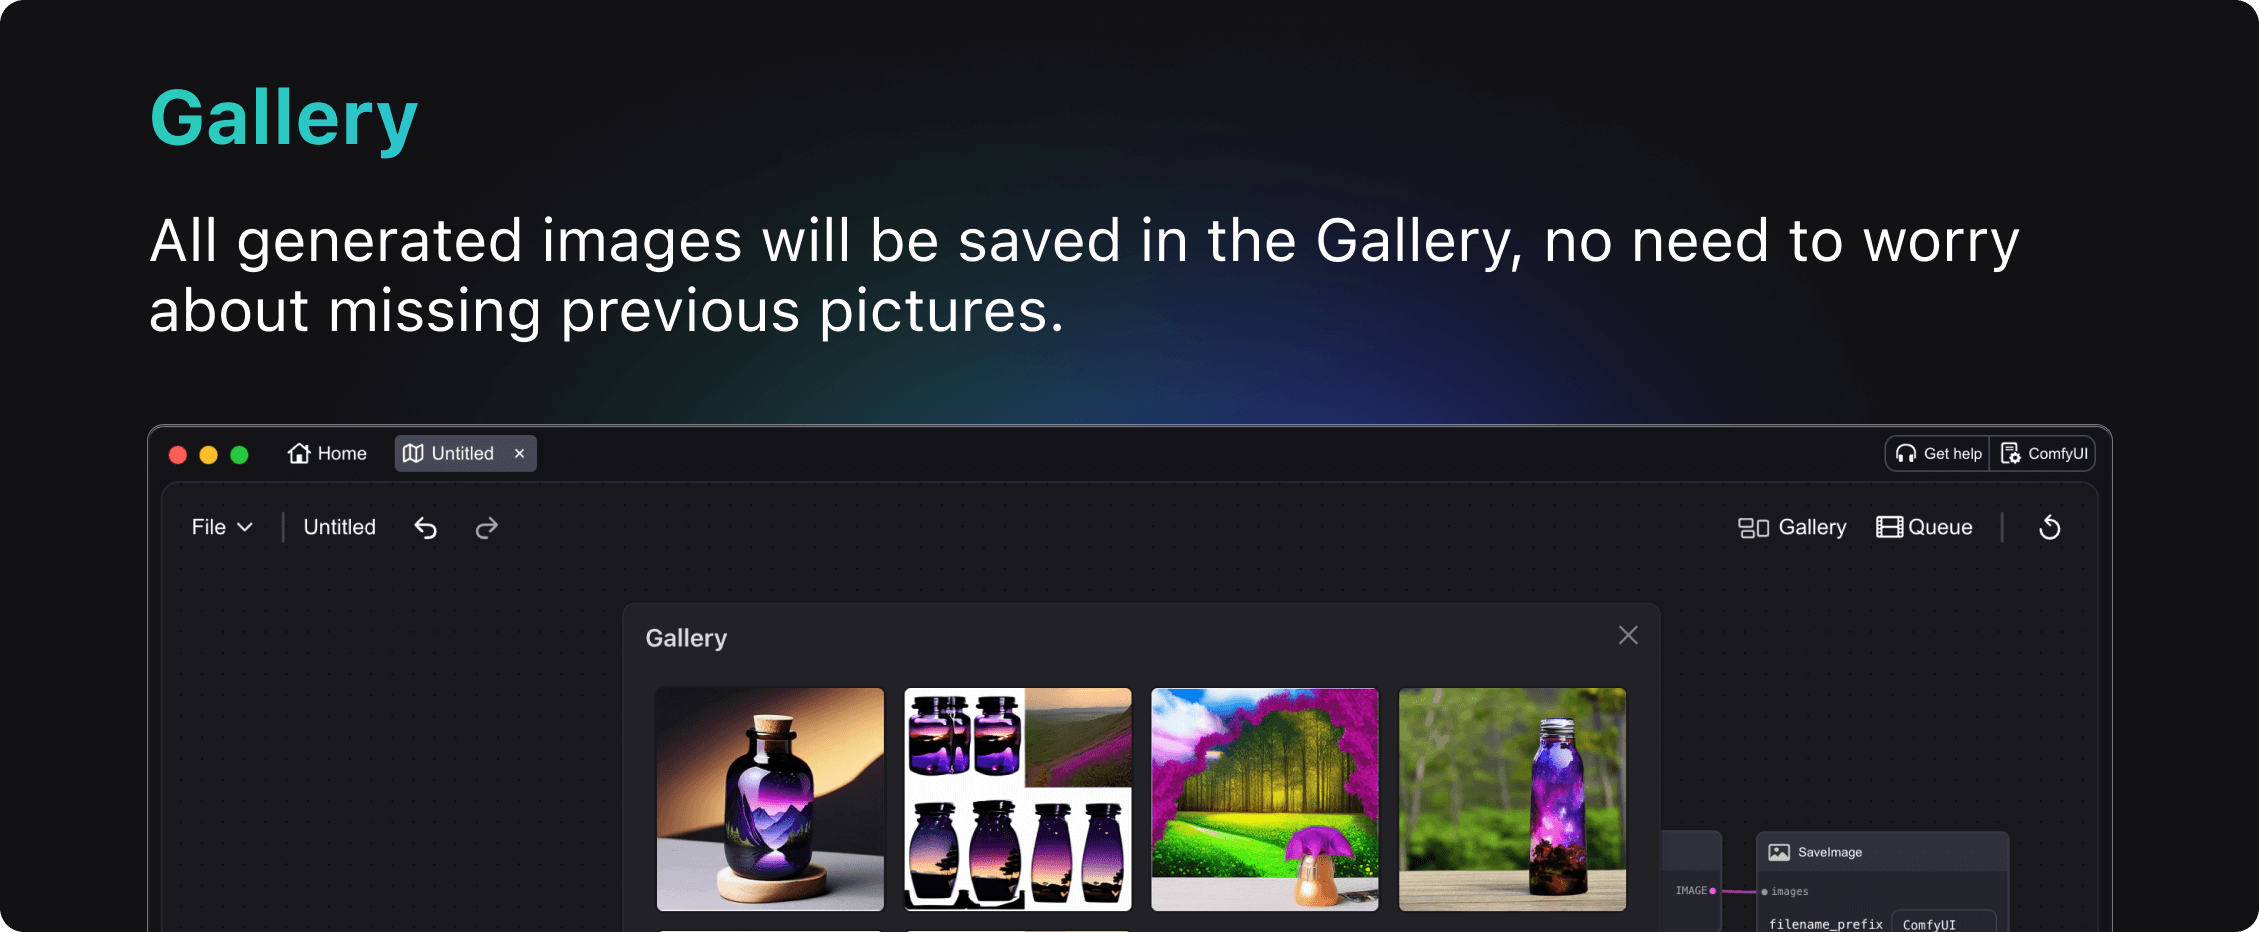 Gallery
All generated images will be saved in the Gallery, no need to worry
about missing previous pictures.
Home
Untitled
Get help
ComfyUI
File
Untitled
Gallery
Queue
Gallery
SaveImage
IMAGE
images
filename_prefix
ComfyUI